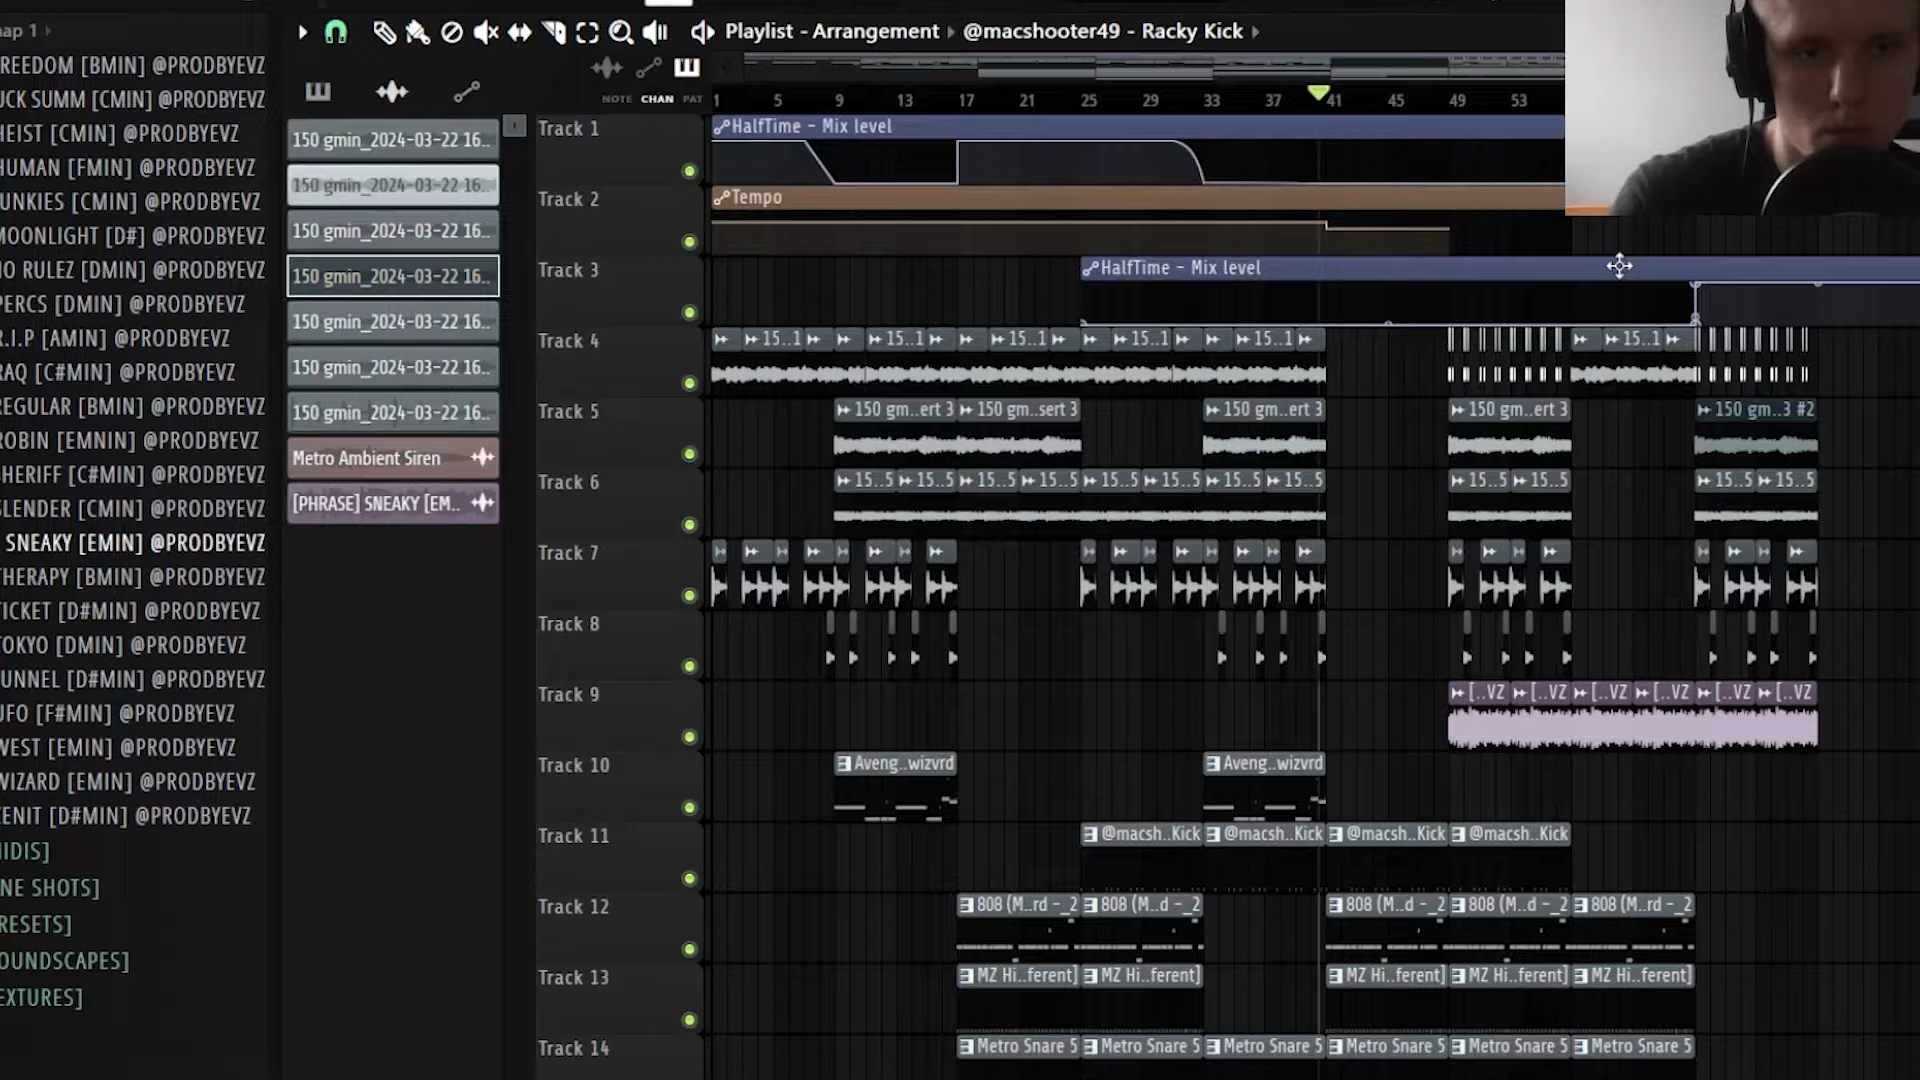 ap 1
REEDOM [BMIN] @PRODBYEVZ
UCK SUMM [CMIN] @PRODBYEVZ
HEIST [CMIN] @PRODBYEVZ
HUMAN [FMIN] @PRODBYEVZ
UNKIES [CMIN] @PRODBYEVZ
MOONLIGHT [D#] @PRODBYEVZ
NO RULEZ [DMIN] @PRODBYEVZ
PERCS [DMIN] @PRODBYEVZ
R.I.P [AMIN] @PRODBYEVZ
RAQ [C#MIN] @PRODBYEVZ
REGULAR [BMIN] @PRODBYEVZ
ROBIN [EMNIN] @PRODBYEVZ
SHERIFF [C#MIN] @PRODBYEVZ
SLENDER [CMIN] @PRODBYEVZ
SNEAKY [EMIN] @PRODBYEVZ
THERAPY [BMIN] @PRODBYEVZ
TICKET [D#MIN] @PRODBYEVZ
TOKYO [DMIN] @PRODBYEVZ
UNNEL [D#MIN] @PRODBYEVZ
UFO [F#MIN] @PRODBYEVZ
WEST [EMIN] @PRODBYEVZ
WIZARD [EMIN] @PRODBYEVZ
ZENIT [D#MIN] @PRODBYEVZ
IDIS]
NE SHOTS]
RESETS]
OUNDSCAPES]
EXTURES]
Playlist - Arrangement @macshooter49 - Racky Kick
NOTE CHAN PAT
1 5 9 13 17 21 25 29 33 37 41 45 49 53
150 gmin_2024-03-22 16..
150 gmin_2024-03-22 16..
150 gmin_2024-03-22 16..
150 gmin_2024-03-22 16..
150 gmin_2024-03-22 16..
150 gmin_2024-03-22 16..
150 gmin_2024-03-22 16..
Metro Ambient Siren
[PHRASE] SNEAKY [EM..
Track 1 HalfTime - Mix level
Track 2 Tempo
Track 3 HalfTime - Mix level
Track 4 15..1 15..1 15..1 15..1 15..1 15..1
Track 5 150 gm..ert 3 150 gm..sert 3 150 gm..ert 3 150 gm..ert 3 150 gm..3 #2
Track 6 15..5 15..5 15..5 15..5 15..5 15..5 15..5 15..5 15..5 15..5 15..5 15..5
Track 7
Track 8
Track 9 [..VZ [..VZ [..VZ [..VZ [..VZ [..VZ
Track 10 Aveng..wizvrd Aveng..wizvrd
Track 11 @macsh..Kick @macsh..Kick @macsh..Kick @macsh..Kick
Track 12 808 (M..rd -_2 808 (M..d -_2 808 (M..d -_2 808 (M..d -_2 808 (M..rd -_2
Track 13 MZ Hi..ferent] MZ Hi..ferent] MZ Hi..ferent] MZ Hi..ferent] MZ Hi..ferent]
Track 14 Metro Snare 5 Metro Snare 5 Metro Snare 5 Metro Snare 5 Metro Snare 5 Metro Snare 5